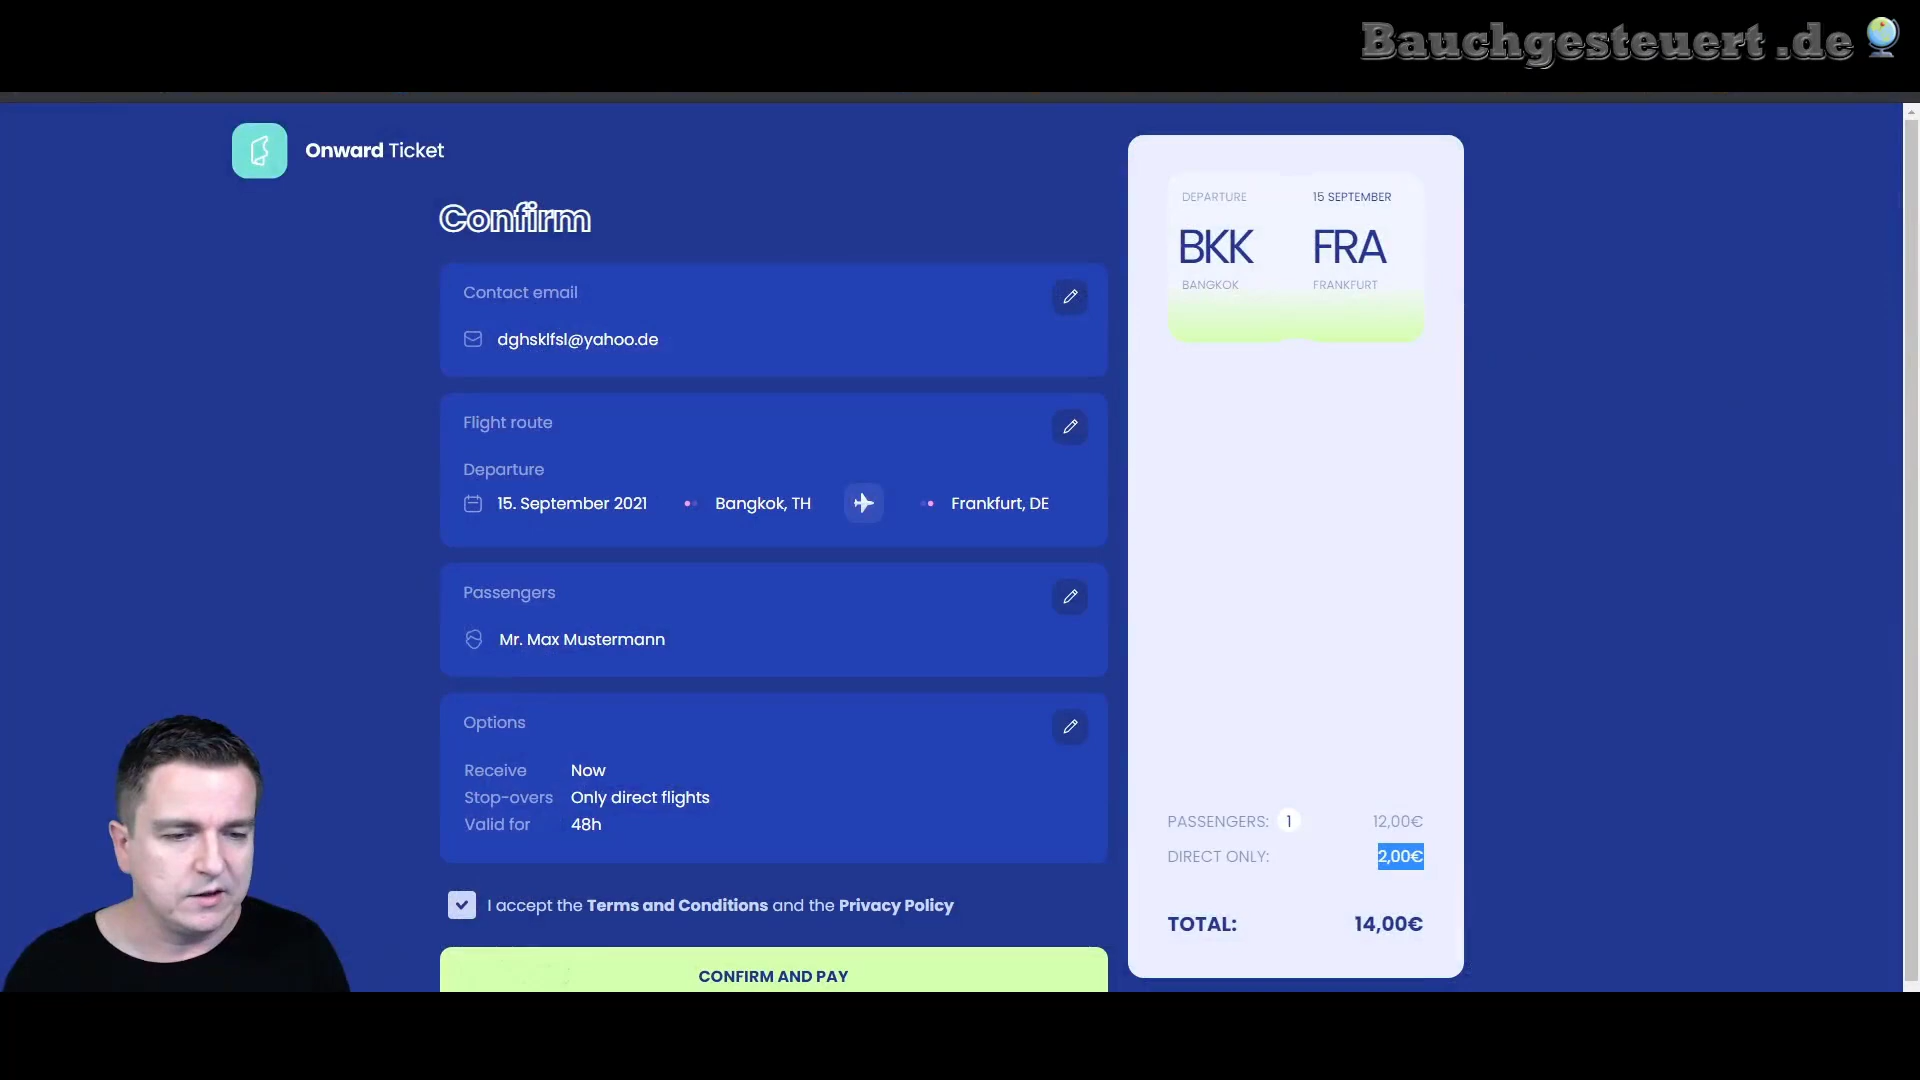 Bauchgesteuert .de
Onward Ticket
Confirm
Contact email
dghsklfsl@yahoo.de
Flight route
Departure
15. September 2021
Bangkok, TH
Frankfurt, DE
Passengers
Mr. Max Mustermann
Options
Receive Now
Stop-overs Only direct flights
Valid for 48h
I accept the Terms and Conditions and the Privacy Policy
CONFIRM AND PAY
DEPARTURE 15 SEPTEMBER
BKK FRA
BANGKOK FRANKFURT
PASSENGERS: 1 12,00€
DIRECT ONLY: 2,00€
TOTAL: 14,00€